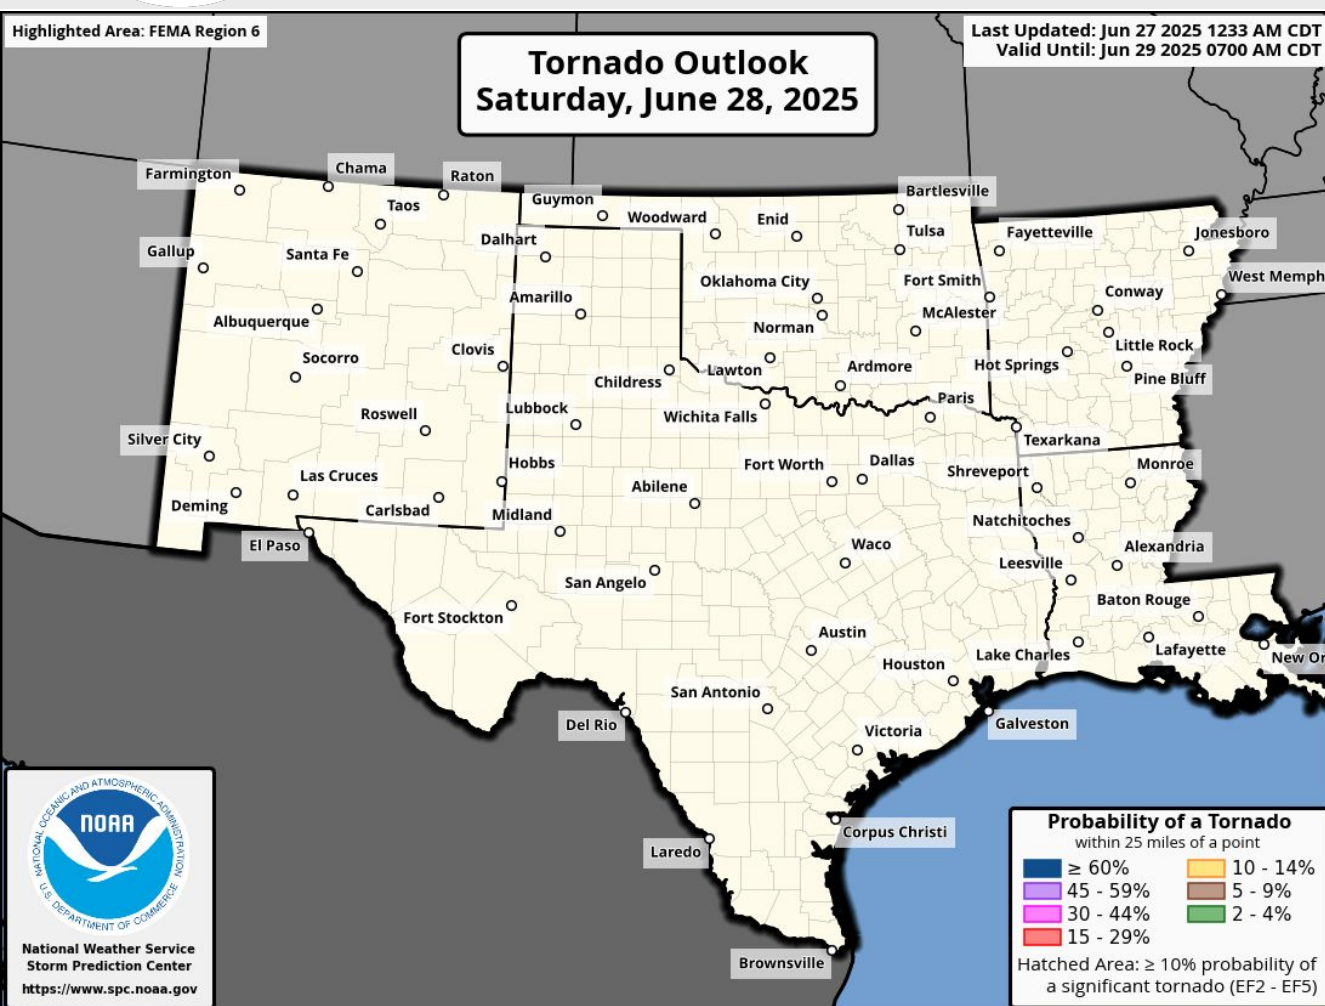 Highlighted Area: FEMA Region 6
Last Updated: Jun 27 2025 1233 AM CDT
Valid Until: Jun 29 2025 0700 AM CDT
Tornado Outlook
Saturday, June 28, 2025
Farmington
Chama
Raton
Taos
Guymon
Woodward
Enid
Bartlesville
Tulsa
Fayetteville
Jonesboro
Gallup
Santa Fe
Dalhart
Oklahoma City
Fort Smith
Conway
West Memph
Albuquerque
Amarillo
Norman
McAlester
Little Rock
Socorro
Clovis
Childress
Lawton
Ardmore
Hot Springs
Pine Bluff
Roswell
Lubbock
Wichita Falls
Paris
Texarkana
Silver City
Las Cruces
Hobbs
Abilene
Fort Worth
Dallas
Shreveport
Monroe
Deming
Carlsbad
Midland
Natchitoches
El Paso
San Angelo
Waco
Leesville
Alexandria
Fort Stockton
Austin
Baton Rouge
Houston
Lake Charles
Lafayette
New Or
San Antonio
Del Rio
Victoria
Galveston
Laredo
Corpus Christi
Brownsville
NATIONAL OCEANIC AND ATMOSPHERIC ADMINISTRATION
NOAA
U.S. DEPARTMENT OF COMMERCE
National Weather Service
Storm Prediction Center
https://www.spc.noaa.gov
Probability of a Tornado
within 25 miles of a point
≥ 60%
45 - 59%
30 - 44%
15 - 29%
10 - 14%
5 - 9%
2 - 4%
Hatched Area: ≥ 10% probability of
a significant tornado (EF2 - EF5)